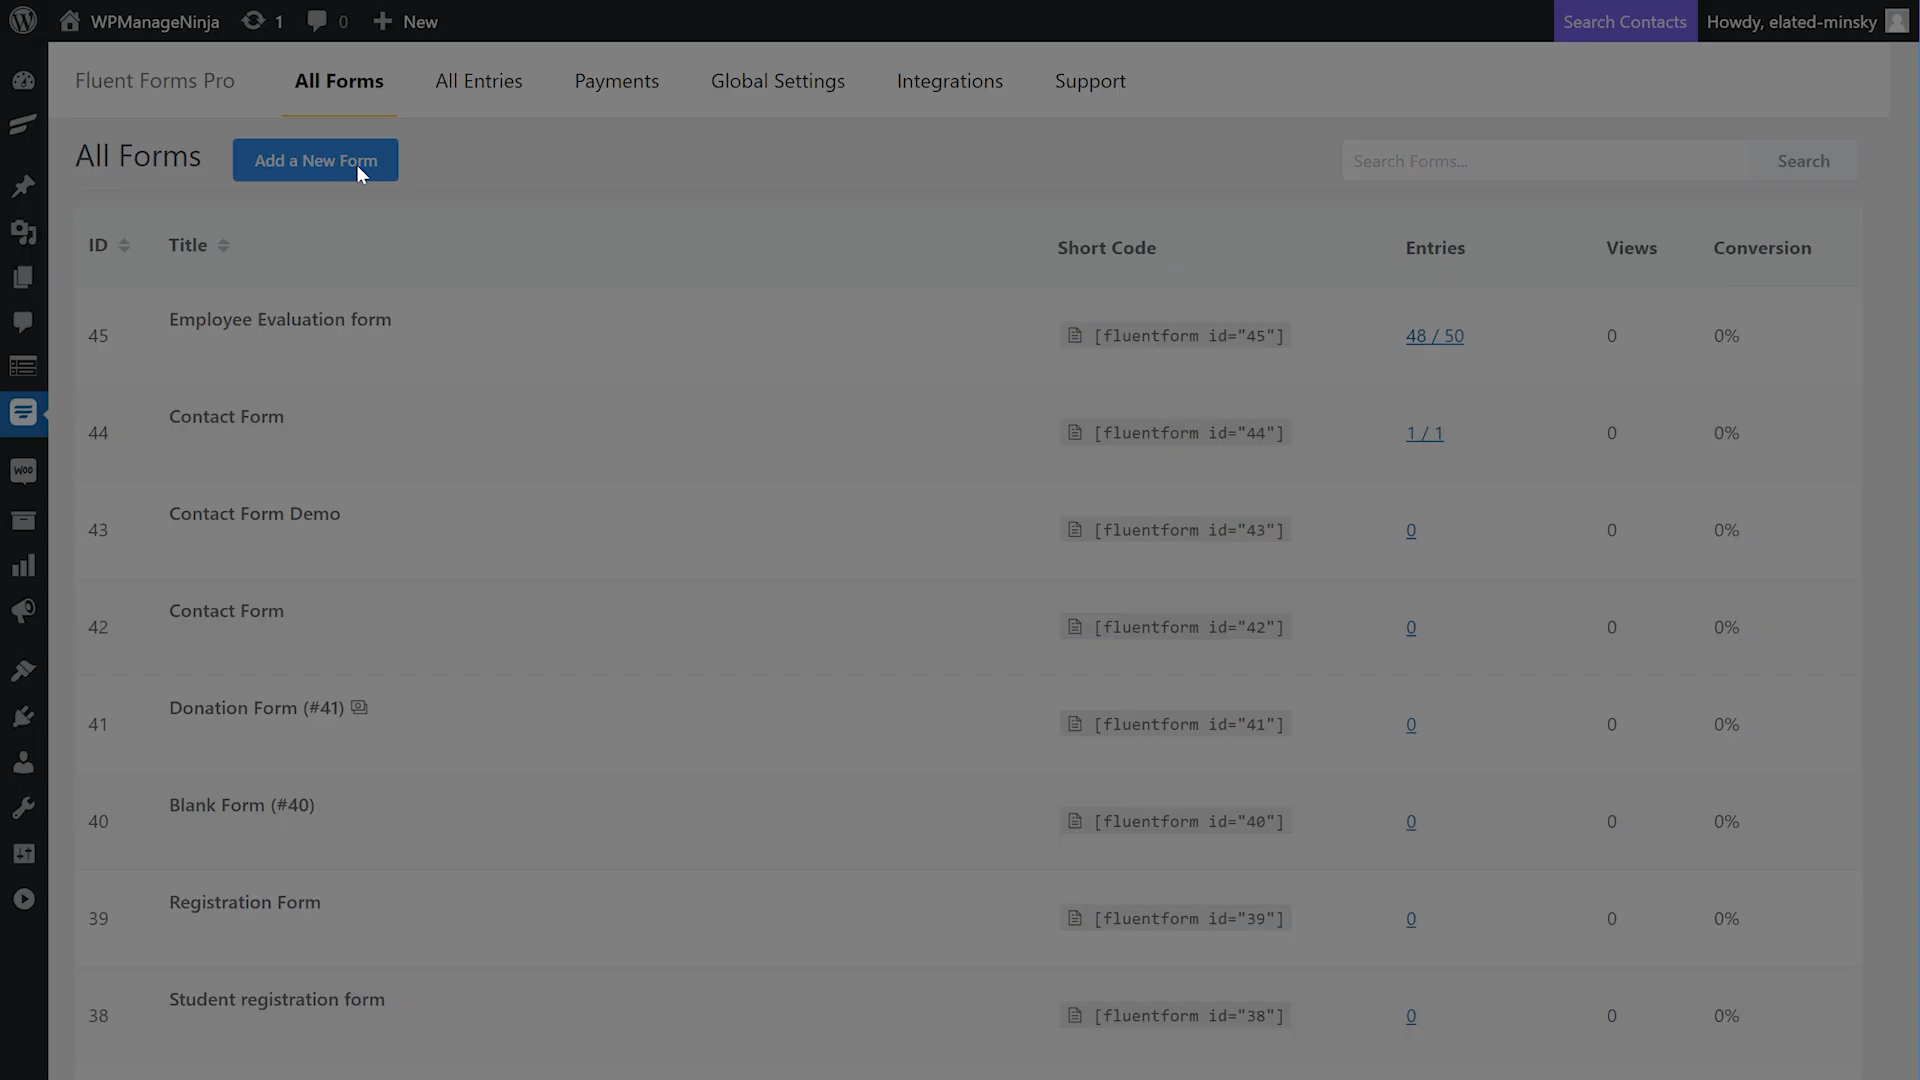 WPManageNinja 1 0 New Search Contacts Howdy, elated-minsky
Fluent Forms Pro All Forms All Entries Payments Global Settings Integrations Support
All Forms Add a New Form Search Forms... Search
ID Title Short Code Entries Views Conversion
45 Employee Evaluation form [fluentform id="45"] 48 / 50 0 0%
44 Contact Form [fluentform id="44"] 1 / 1 0 0%
43 Contact Form Demo [fluentform id="43"] 0 0 0%
42 Contact Form [fluentform id="42"] 0 0 0%
41 Donation Form (#41) [fluentform id="41"] 0 0 0%
40 Blank Form (#40) [fluentform id="40"] 0 0 0%
39 Registration Form [fluentform id="39"] 0 0 0%
38 Student registration form [fluentform id="38"] 0 0 0%
WOO